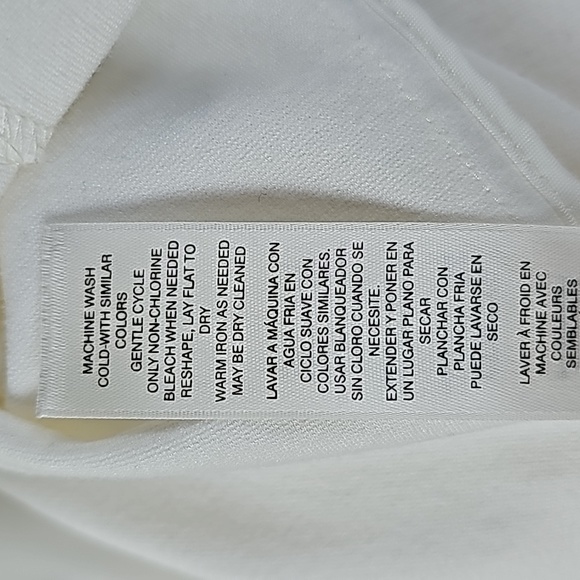 MACHINE WASH
COLD-WITH SIMILAR
COLORS
GENTLE CYCLE
ONLY NON-CHLORINE
BLEACH WHEN NEEDED
RESHAPE, LAY FLAT TO
DRY
WARM IRON AS NEEDED
MAY BE DRY CLEANED
LAVAR A MÁQUINA CON
AGUA FRIA EN
CICLO SUAVE CON
COLORES SIMILARES.
USAR BLANQUEADOR
SIN CLORO CUANDO SE
NECESITE.
EXTENDER Y PONER EN
UN LUGAR PLANO PARA
SECAR
PLANCHAR CON
PLANCHA FRIA
PUEDE LAVARSE EN
SECO
LAVER À FROID EN
MACHINE AVEC
COULEURS
SEMBLABLES